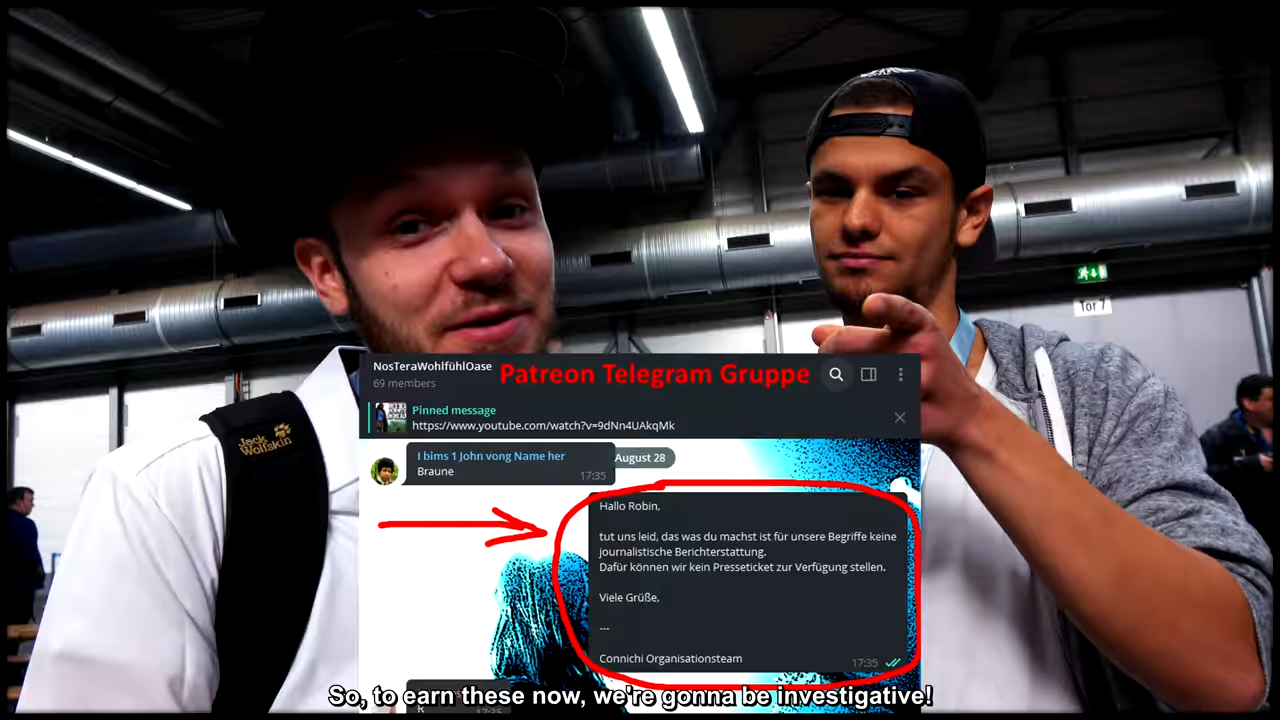 Tor 7
Jack
Wolfskin
NosTeraWohlfühlOase
69 members
Patreon Telegram Gruppe
Pinned message
https://www.youtube.com/watch?v=9dNn4UAkqMk
August 28
I bims 1 John vong Name her
Braune
17:35
Hallo Robin,
tut uns leid, das was du machst ist für unsere Begriffe keine
journalistische Berichterstattung.
Dafür können wir kein Presseticket zur Verfügung stellen.
Viele Grüße,
---
Connichi Organisationsteam
17:35
So, to earn these now, we're gonna be investigative!